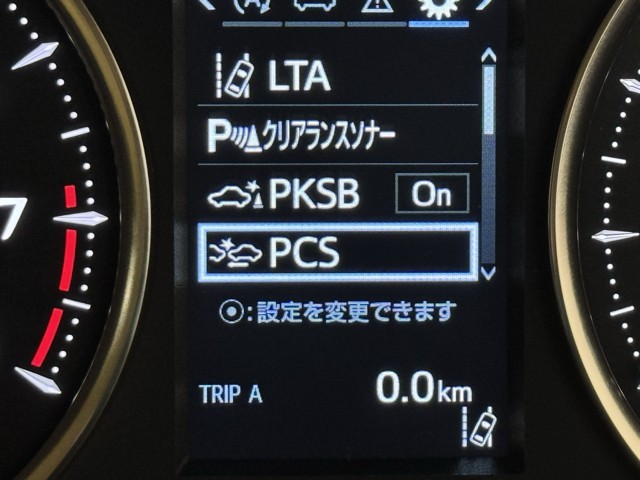 LTA
P クリアランスソナー
PKSB On
PCS
⦿:設定を変更できます
TRIP A 0.0km
7